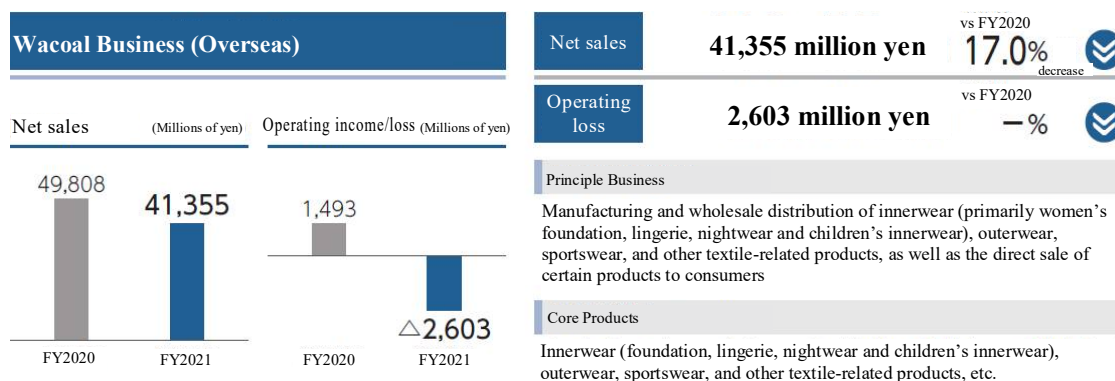 Wacoal Business (Overseas)
Net sales (Millions of yen)
49,808
41,355
FY2020 FY2021
Operating income/loss (Millions of yen)
1,493
△2,603
FY2020 FY2021
Net sales
41,355 million yen
vs FY2020
17.0%
decrease
Operating
loss
2,603 million yen
vs FY2020
－%
Principle Business
Manufacturing and wholesale distribution of innerwear (primarily women’s
foundation, lingerie, nightwear and children’s innerwear), outerwear,
sportswear, and other textile-related products, as well as the direct sale of
certain products to consumers
Core Products
Innerwear (foundation, lingerie, nightwear and children’s innerwear),
outerwear, sportswear, and other textile-related products, etc.